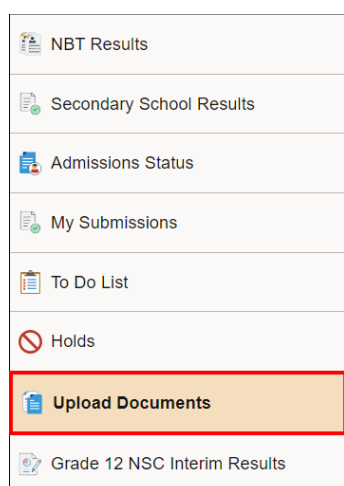 NBT Results
Secondary School Results
Admissions Status
My Submissions
To Do List
Holds
Upload Documents
Grade 12 NSC Interim Results